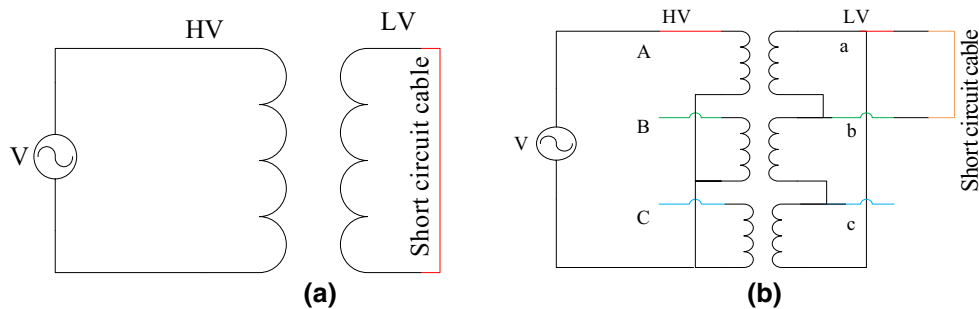 HV
LV
V
Short circuit cable
(a)
HV
LV
A
a
B
b
V
C
c
Short circuit cable
(b)